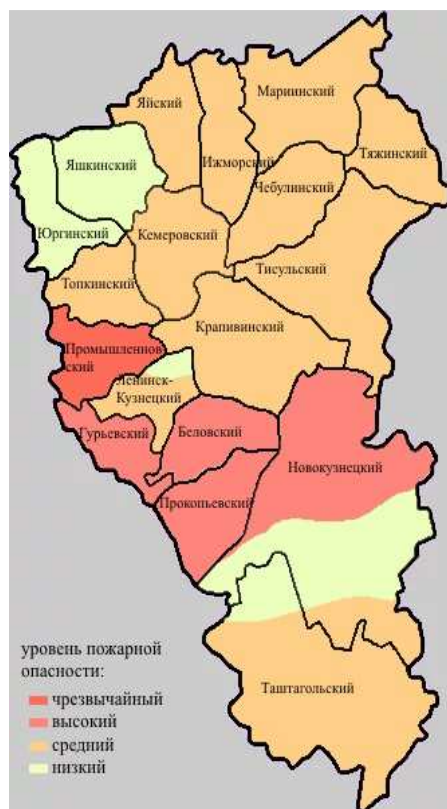 Мариинский
Яйский
Ижморский
Тяжинский
Яшкинский
Чебулинский
Юргинский
Кемеровский
Тисульский
Топкинский
Крапивинский
Промышленнов
ский
Ленинск-
Кузнецкий
Гурьевский
Беловский
Новокузнецкий
Прокопьевский
Таштагольский
уровень пожарной
опасности:
чрезвычайный
высокий
средний
низкий